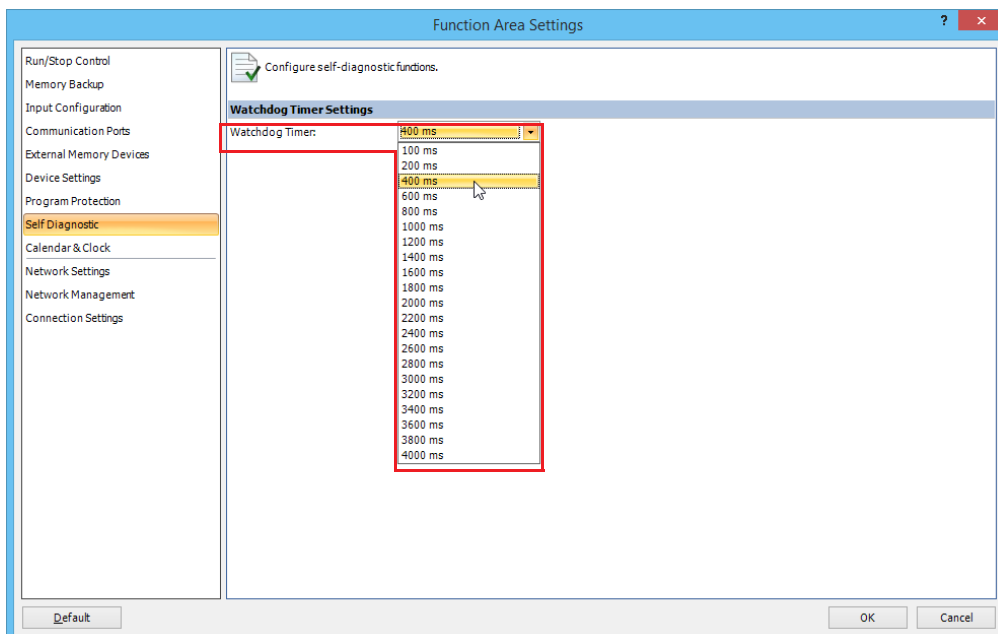 Function Area Settings
?
Run/Stop Control
Memory Backup
Input Configuration
Communication Ports
External Memory Devices
Device Settings
Program Protection
Self Diagnostic
Calendar & Clock
Network Settings
Network Management
Connection Settings
Configure self-diagnostic functions.
Watchdog Timer Settings
Watchdog Timer: 400 ms
100 ms
200 ms
400 ms
600 ms
800 ms
1000 ms
1200 ms
1400 ms
1600 ms
1800 ms
2000 ms
2200 ms
2400 ms
2600 ms
2800 ms
3000 ms
3200 ms
3400 ms
3600 ms
3800 ms
4000 ms
Default
OK
Cancel